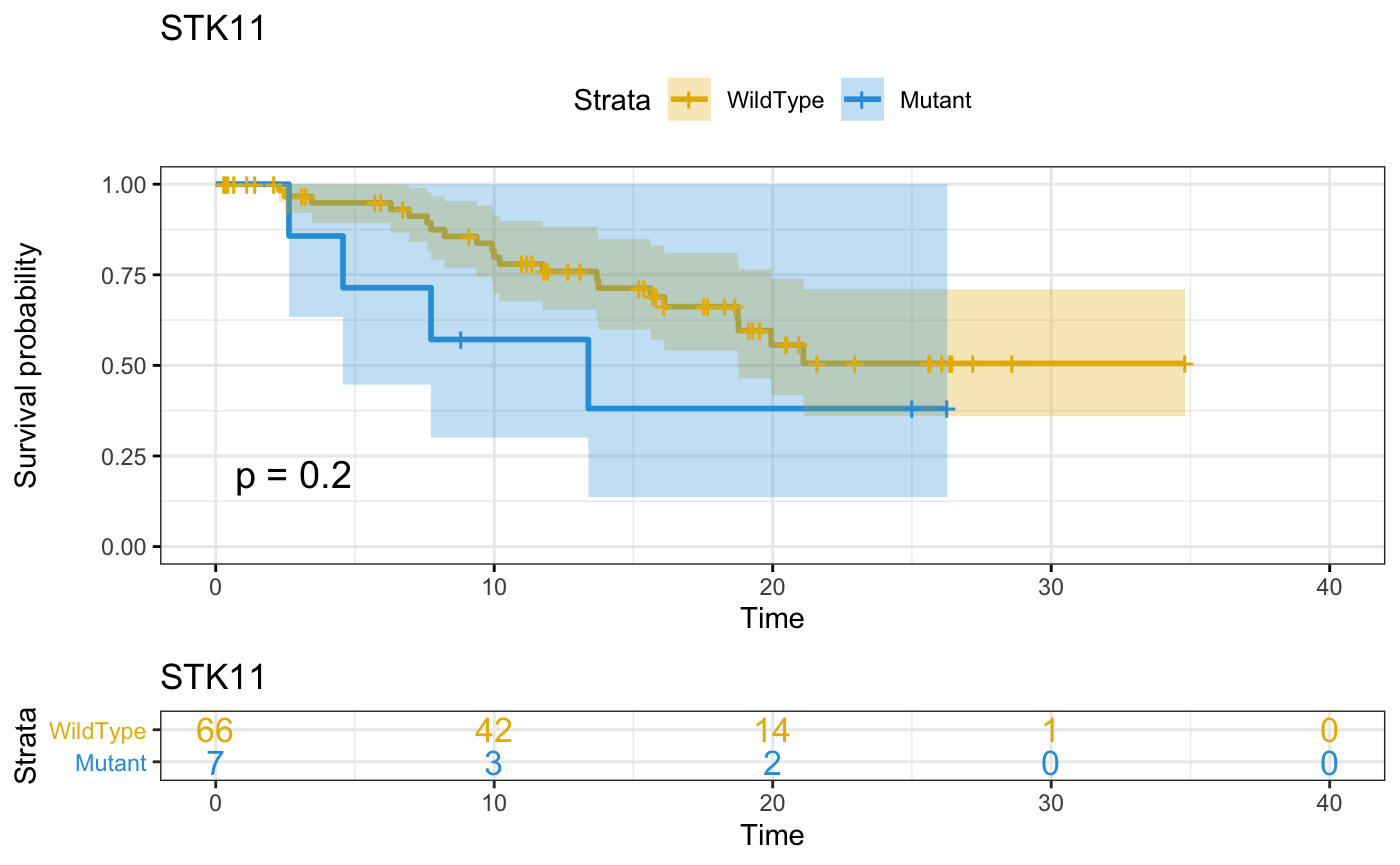 STK11
Strata WildType Mutant
Survival probability
1.00
0.75
0.50
0.25
0.00
p = 0.2
0 10 20 30 40
Time
STK11
Strata
WildType 66 42 14 1 0
Mutant 7 3 2 0 0
0 10 20 30 40
Time